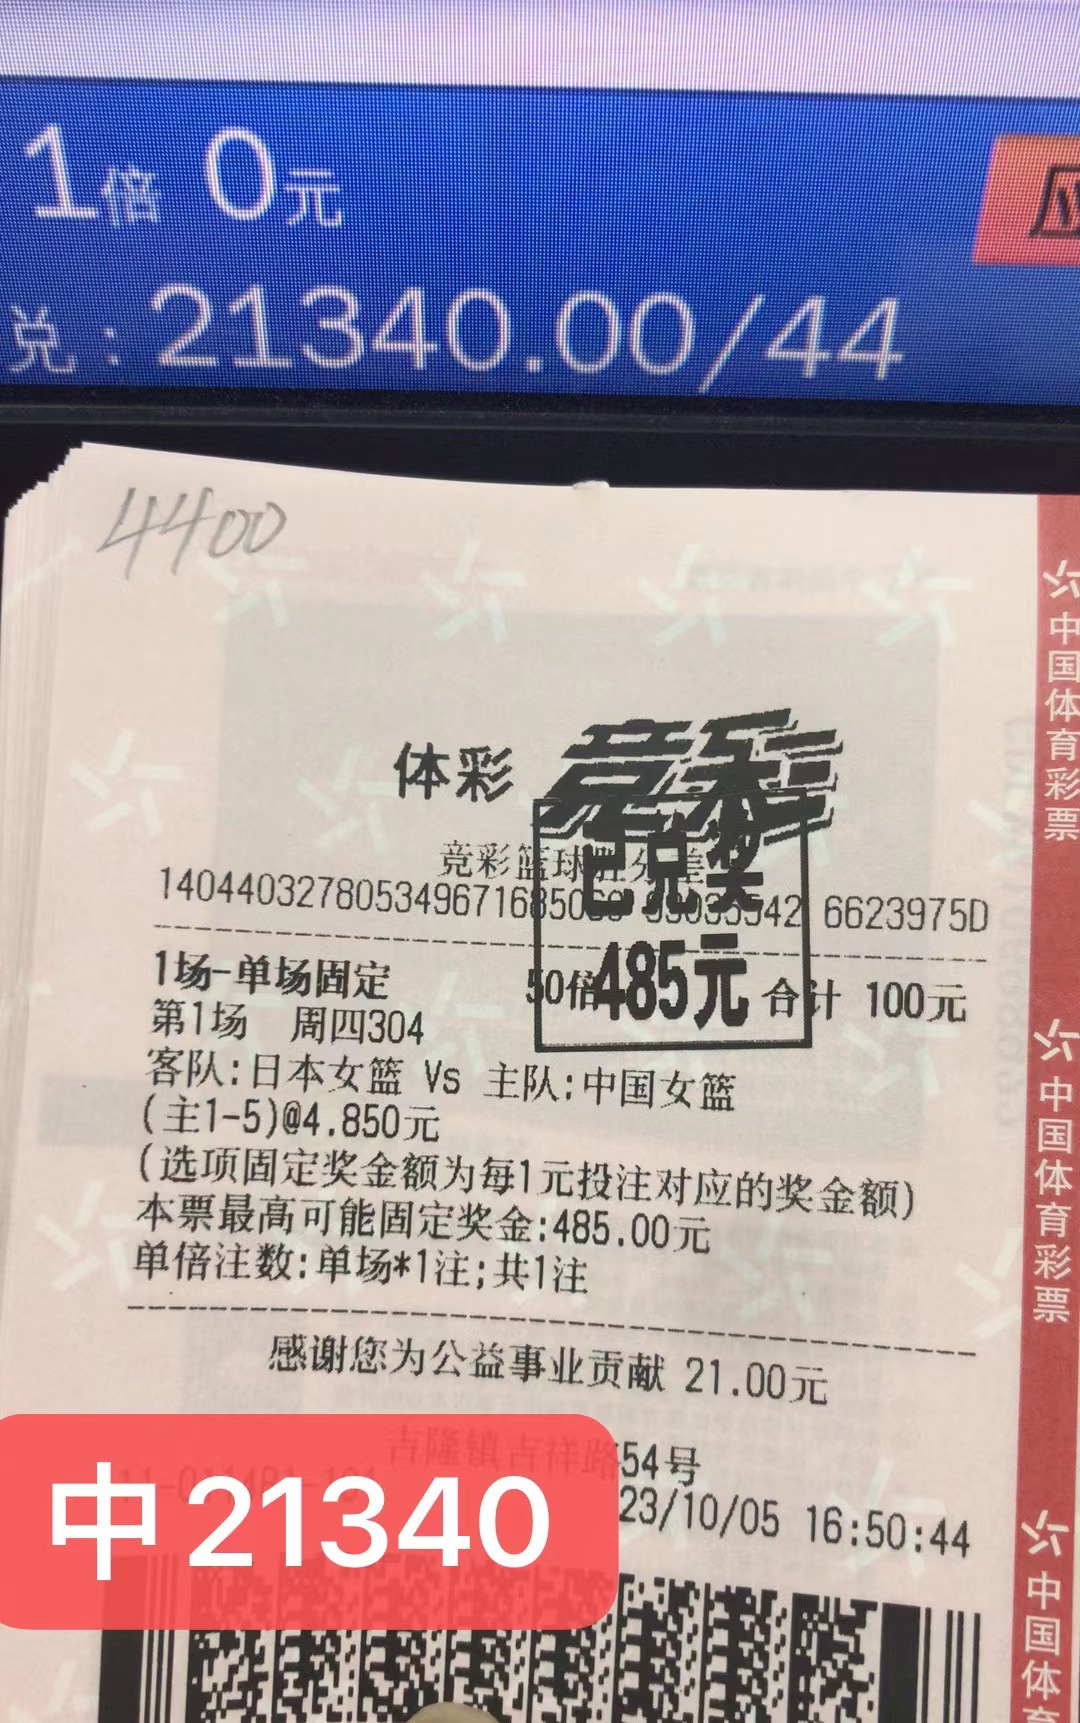 1倍 0元
兑：21340.00/44
4400
体彩 竞彩
竞彩篮球胜分差
已兑奖
485元
6623975D
1场-单场固定 50倍 合计 100元
第1场 周四304
客队:日本女篮 Vs 主队:中国女篮
(主1-5)@4.850元
(选项固定奖金额为每1元投注对应的奖金额)
本票最高可能固定奖金:485.00元
单倍注数:单场*1注;共1注
感谢您为公益事业贡献 21.00元
吉隆镇吉祥路54号
23/10/05 16:50:44
中21340
中国体育彩票
中国体育彩票
中国体育